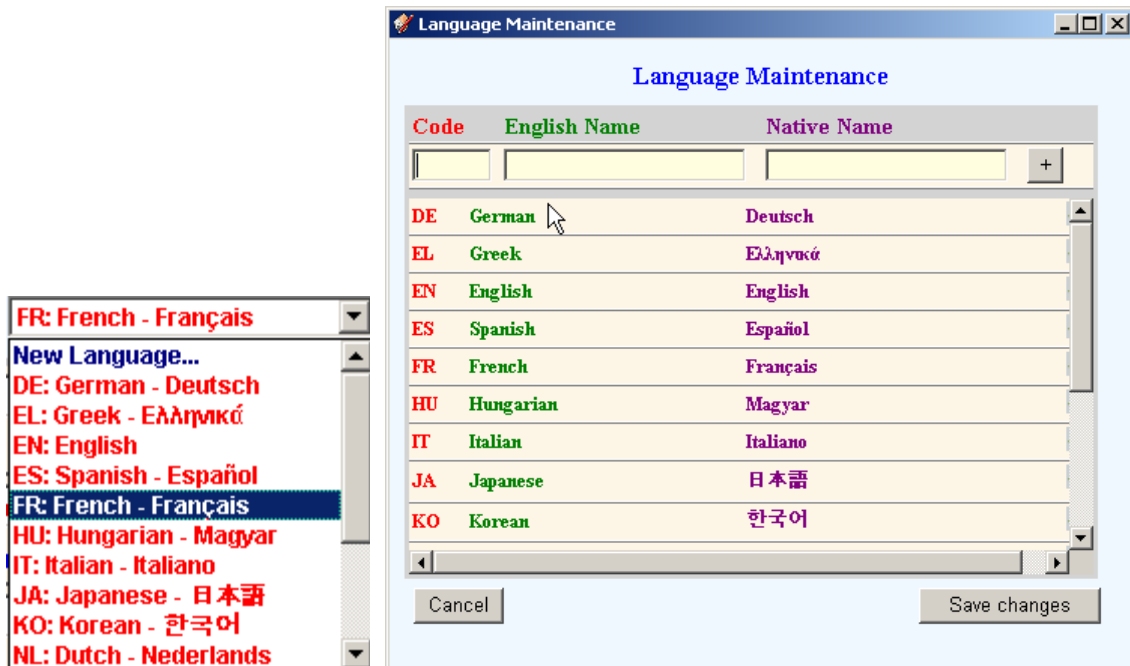 FR: French - Français
New Language...
DE: German - Deutsch
EL: Greek - Ελληνικά
EN: English
ES: Spanish - Español
FR: French - Français
HU: Hungarian - Magyar
IT: Italian - Italiano
JA: Japanese - 日本語
KO: Korean - 한국어
NL: Dutch - Nederlands
Language Maintenance
Language Maintenance
Code English Name Native Name
+
DE German Deutsch
EL Greek Ελληνικά
EN English English
ES Spanish Español
FR French Français
HU Hungarian Magyar
IT Italian Italiano
JA Japanese 日本語
KO Korean 한국어
Cancel Save changes